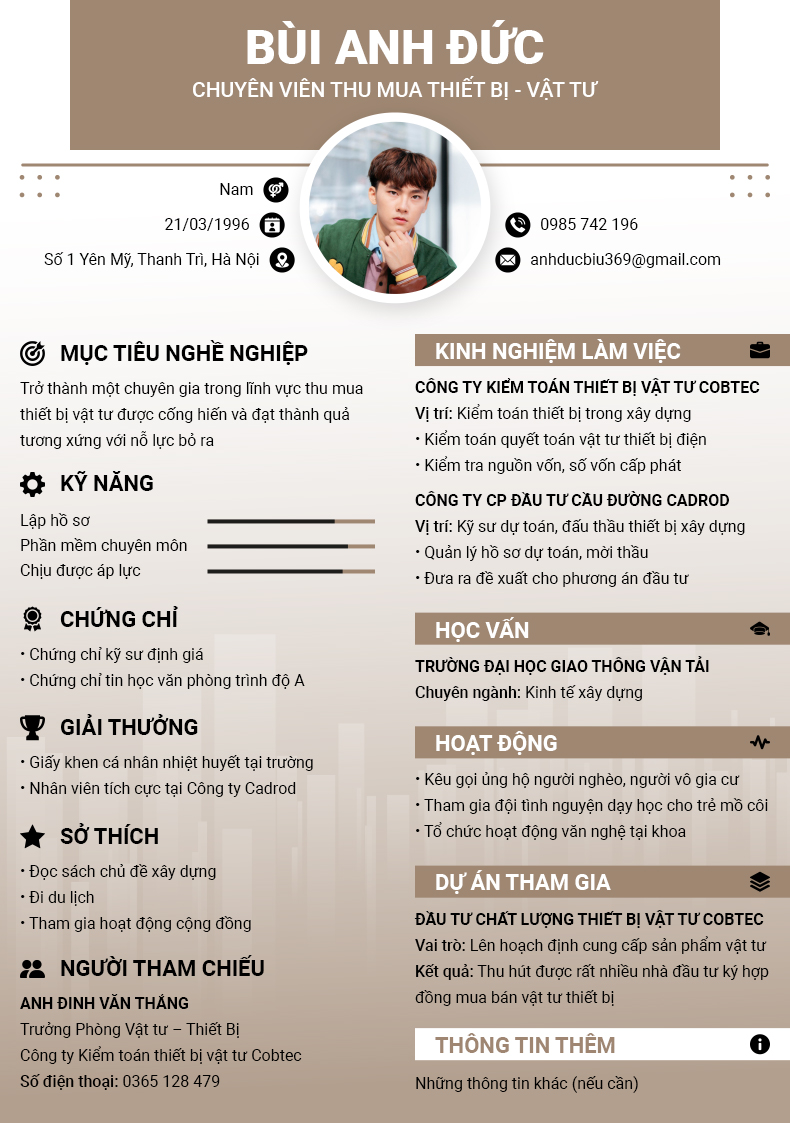 BÙI ANH ĐỨC
CHUYÊN VIÊN THU MUA THIẾT BỊ - VẬT TƯ
Nam
21/03/1996
Số 1 Yên Mỹ, Thanh Trì, Hà Nội
0985 742 196
anhducbiu369@gmail.com
MỤC TIÊU NGHỀ NGHIỆP
Trở thành một chuyên gia trong lĩnh vực thu mua
thiết bị vật tư được cống hiến và đạt thành quả
tương xứng với nỗ lực bỏ ra
KỸ NĂNG
Lập hồ sơ
Phần mềm chuyên môn
Chịu được áp lực
CHỨNG CHỈ
• Chứng chỉ kỹ sư định giá
• Chứng chỉ tin học văn phòng trình độ A
GIẢI THƯỞNG
• Giấy khen cá nhân nhiệt huyết tại trường
• Nhân viên tích cực tại Công ty Cadrod
SỞ THÍCH
• Đọc sách chủ đề xây dựng
• Đi du lịch
• Tham gia hoạt động cộng đồng
NGƯỜI THAM CHIẾU
ANH ĐINH VĂN THẮNG
Trưởng Phòng Vật tư – Thiết Bị
Công ty Kiểm toán thiết bị vật tư Cobtec
Số điện thoại: 0365 128 479
KINH NGHIỆM LÀM VIỆC
CÔNG TY KIỂM TOÁN THIẾT BỊ VẬT TƯ COBTEC
Vị trí: Kiểm toán thiết bị trong xây dựng
• Kiểm toán quyết toán vật tư thiết bị điện
• Kiểm tra nguồn vốn, số vốn cấp phát
CÔNG TY CP ĐẦU TƯ CẦU ĐƯỜNG CADROD
Vị trí: Kỹ sư dự toán, đấu thầu thiết bị xây dựng
• Quản lý hồ sơ dự toán, mời thầu
• Đưa ra đề xuất cho phương án đầu tư
HỌC VẤN
TRƯỜNG ĐẠI HỌC GIAO THÔNG VẬN TẢI
Chuyên ngành: Kinh tế xây dựng
HOẠT ĐỘNG
• Kêu gọi ủng hộ người nghèo, người vô gia cư
• Tham gia đội tình nguyện dạy học cho trẻ mồ côi
• Tổ chức hoạt động văn nghệ tại khoa
DỰ ÁN THAM GIA
ĐẦU TƯ CHẤT LƯỢNG THIẾT BỊ VẬT TƯ COBTEC
Vai trò: Lên hoạch định cung cấp sản phẩm vật tư
Kết quả: Thu hút được rất nhiều nhà đầu tư ký hợp
đồng mua bán vật tư thiết bị
THÔNG TIN THÊM
Những thông tin khác (nếu cần)